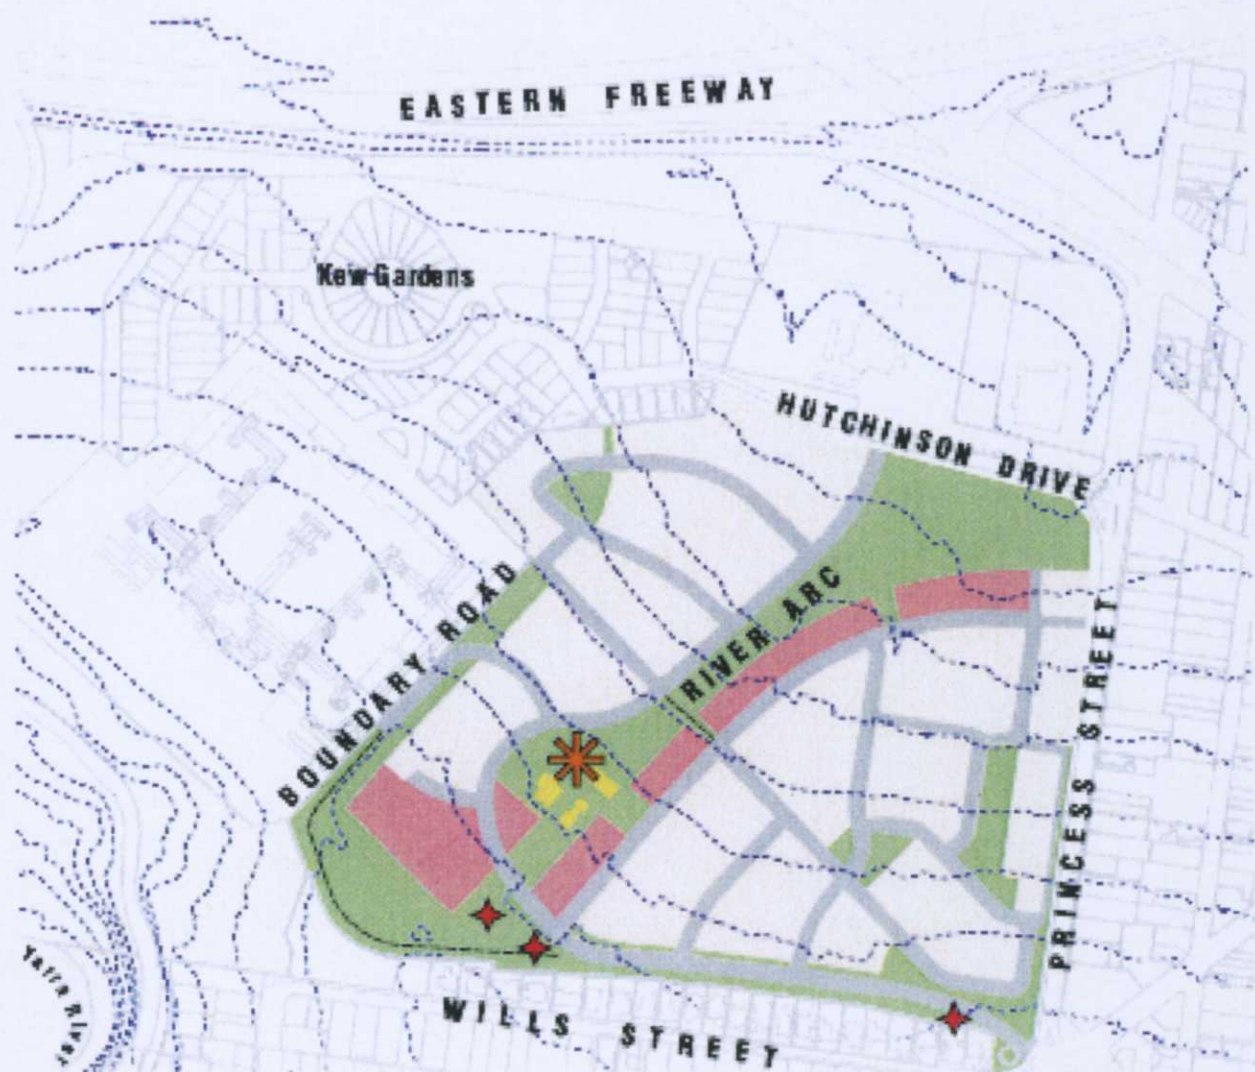 EASTERN FREEWAY
Kew Gardens
HUTCHINSON DRIVE
BOUNDARY ROAD
RIVER ARC
PRINCESS STREET
Yarra River
WILLS STREET